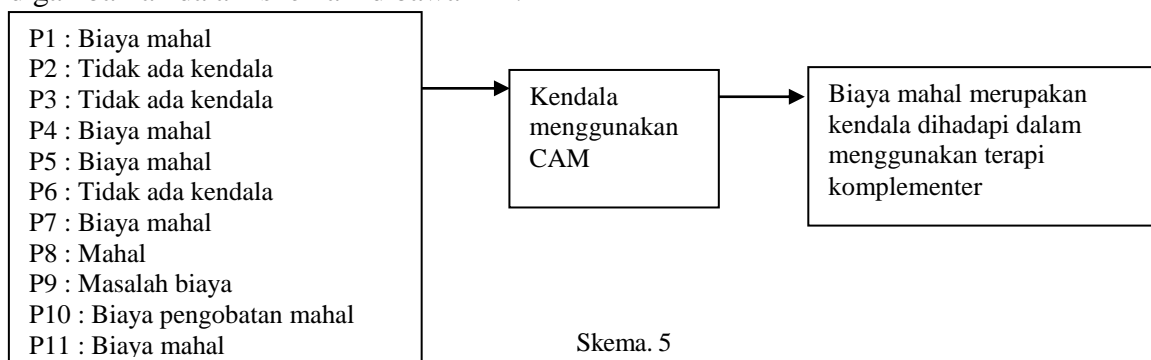 P1 : Biaya mahal
P2 : Tidak ada kendala
P3 : Tidak ada kendala
P4 : Biaya mahal
P5 : Biaya mahal
P6 : Tidak ada kendala
P7 : Biaya mahal
P8 : Mahal
P9 : Masalah biaya
P10 : Biaya pengobatan mahal
P11 : Biaya mahal
Kendala
menggunakan
CAM
Biaya mahal merupakan
kendala dihadapi dalam
menggunakan terapi
komplementer
Skema. 5